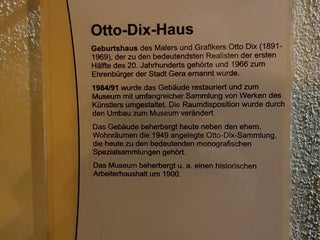 Otto-Dix-Haus
Geburtshaus des Malers und Grafikers Otto Dix (1891-
1969), der zu den bedeutendsten Realisten der ersten
Hälfte des 20. Jahrhunderts gehörte und 1966 zum
Ehrenbürger der Stadt Gera ernannt wurde.
1984/91 wurde das Gebäude restauriert und zum
Museum mit umfangreicher Sammlung von Werken des
Künstlers umgestaltet. Die Raumdisposition wurde durch
den Umbau zum Museum verändert.
Das Gebäude beherbergt heute neben den ehem.
Wohnräumen die 1949 angelegte Otto-Dix-Sammlung,
die heute zu den bedeutenden monografischen
Spezialsammlungen gehört.
Das Museum beherbergt u. a. einen historischen
Arbeiterhaushalt um 1900.